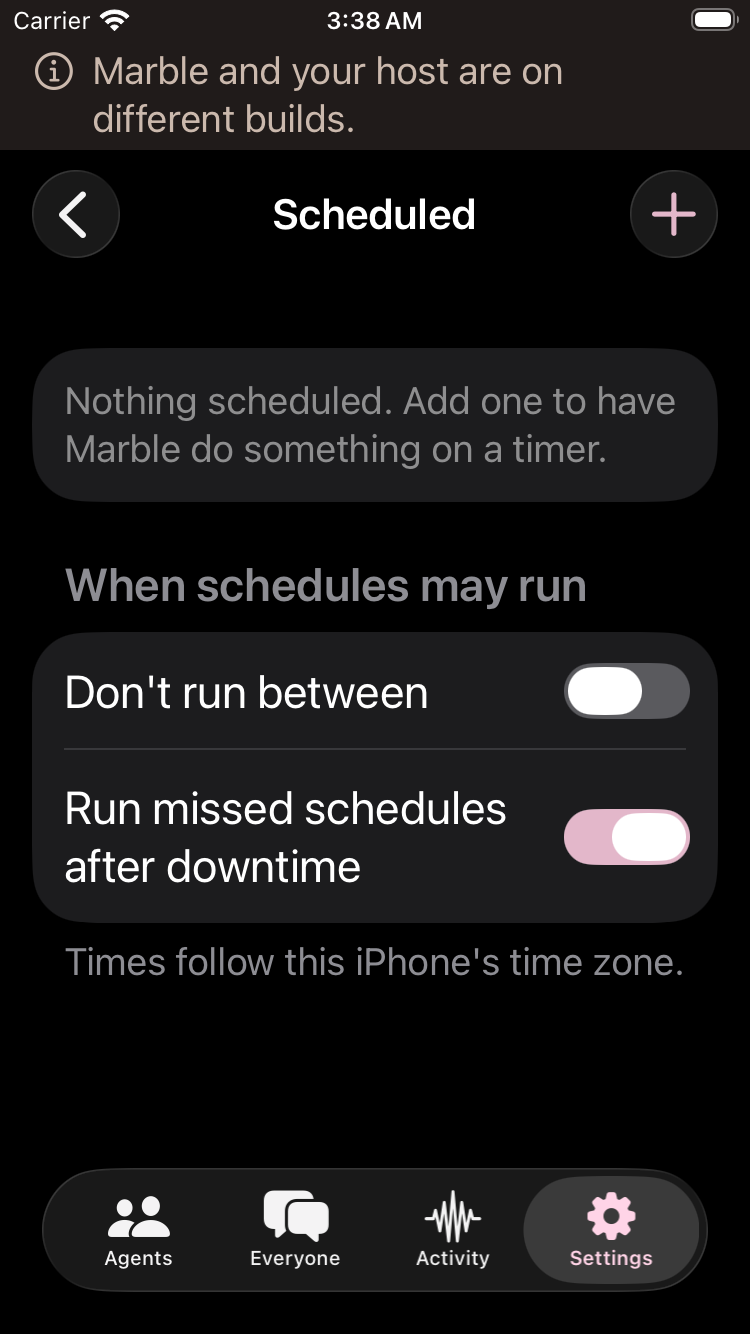 Carrier
3:38 AM
Marble and your host are on
different builds.
Scheduled
Nothing scheduled. Add one to have
Marble do something on a timer.
When schedules may run
Don't run between
Run missed schedules
after downtime
Times follow this iPhone's time zone.
Agents
Everyone
Activity
Settings